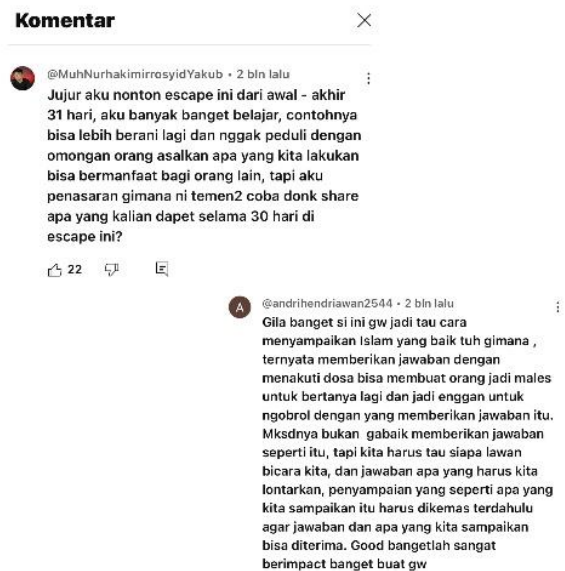 Komentar
@MuhNurhakimirrosyidYakub • 2 bln lalu
Jujur aku nonton escape ini dari awal - akhir
31 hari, aku banyak banget belajar, contohnya
bisa lebih berani lagi dan nggak peduli dengan
omongan orang asalkan apa yang kita lakukan
bisa bermanfaat bagi orang lain, tapi aku
penasaran gimana ni temen2 coba donk share
apa yang kalian dapet selama 30 hari di
escape ini?
22
A
@andrihendriawan2544 • 2 bln lalu
Gila banget si ini gw jadi tau cara
menyampaikan Islam yang baik tuh gimana ,
ternyata memberikan jawaban dengan
menakuti dosa bisa membuat orang jadi males
untuk bertanya lagi dan jadi enggan untuk
ngobrol dengan yang memberikan jawaban itu.
Mksdnya bukan gabaik memberikan jawaban
seperti itu, tapi kita harus tau siapa lawan
bicara kita, dan jawaban apa yang harus kita
lontarkan, penyampaian yang seperti apa yang
kita sampaikan itu harus dikemas terdahulu
agar jawaban dan apa yang kita sampaikan
bisa diterima. Good bangetlah sangat
berimpact banget buat gw